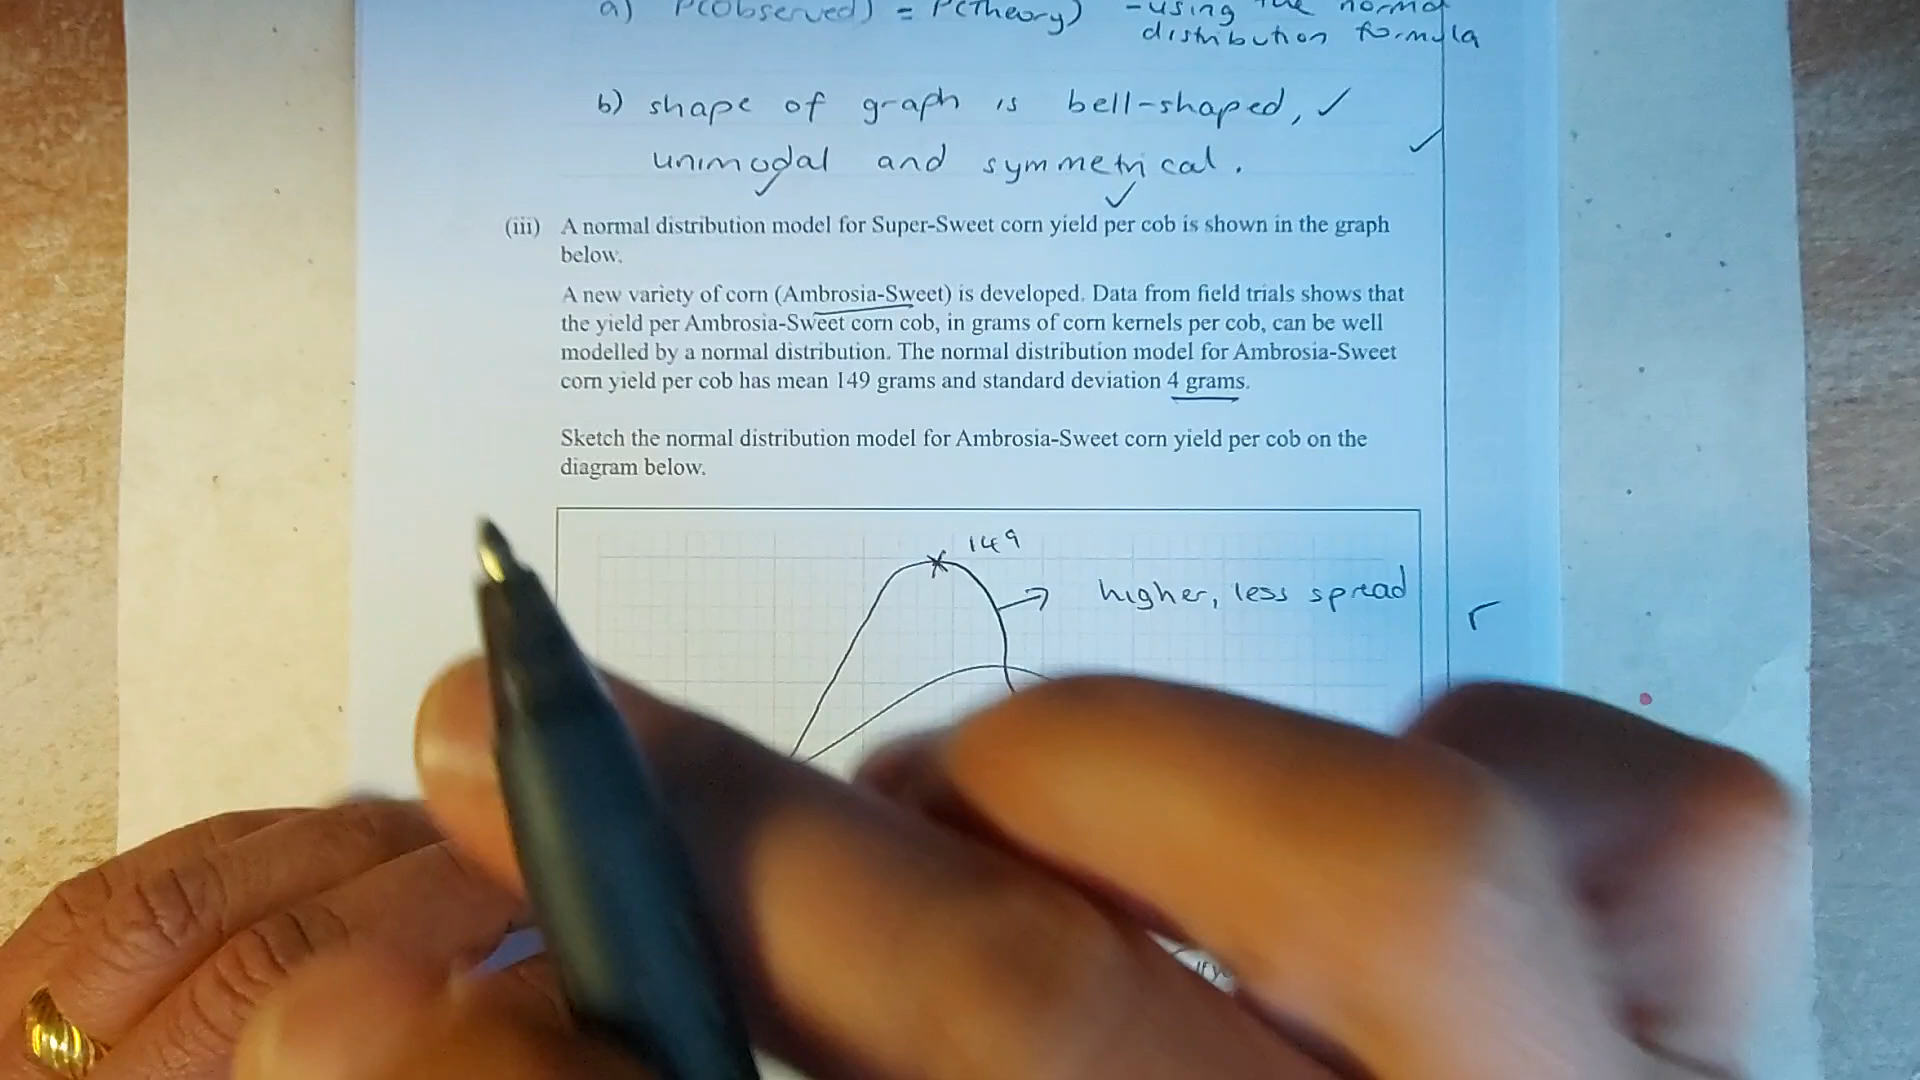 a) P(Observed) = P(Theory) - using the normal
distribution formula
b) shape of graph is bell-shaped,
unimodal and symmetrical.
(iii) A normal distribution model for Super-Sweet corn yield per cob is shown in the graph
below.
A new variety of corn (Ambrosia-Sweet) is developed. Data from field trials shows that
the yield per Ambrosia-Sweet corn cob, in grams of corn kernels per cob, can be well
modelled by a normal distribution. The normal distribution model for Ambrosia-Sweet
corn yield per cob has mean 149 grams and standard deviation 4 grams.
Sketch the normal distribution model for Ambrosia-Sweet corn yield per cob on the
diagram below.
149
higher, less spread
r